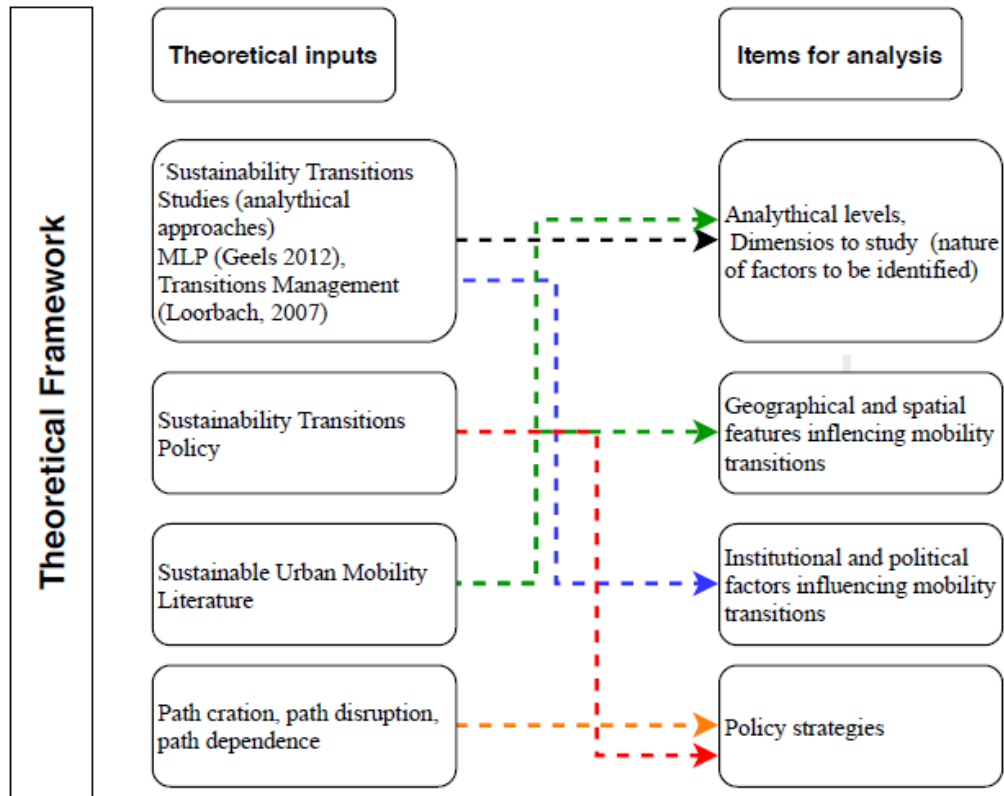 Theoretical Framework
Theoretical inputs
Items for analysis
´Sustainability Transitions
Studies (analytical
approaches)
MLP (Geels 2012),
Transitions Management
(Loorbach, 2007)
Analythical levels,
Dimensios to study (nature
of factors to be identified)
Sustainability Transitions
Policy
Geographical and spatial
features inflencing mobility
transitions
Sustainable Urban Mobility
Literature
Institutional and political
factors influencing mobility
transitions
Path cration, path disruption,
path dependence
Policy strategies